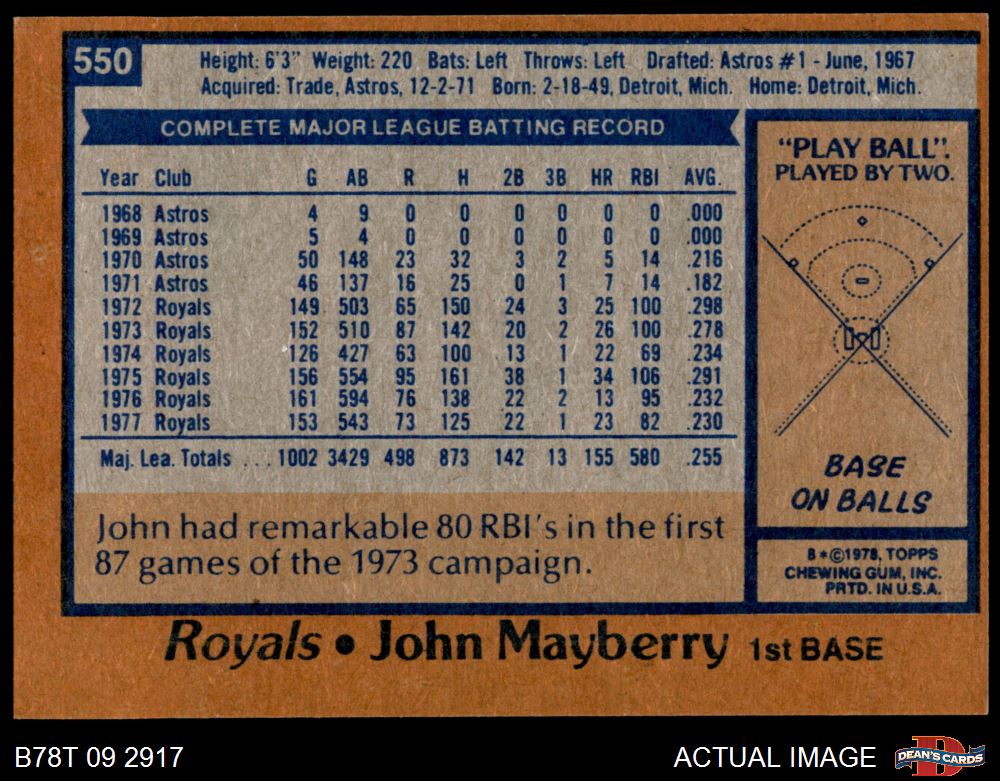 550
Height: 6'3" Weight: 220 Bats: Left Throws: Left Drafted: Astros #1 - June, 1967
Acquired: Trade, Astros, 12-2-71 Born: 2-18-49, Detroit, Mich. Home: Detroit, Mich.
COMPLETE MAJOR LEAGUE BATTING RECORD
Year Club G AB R H 2B 3B HR RBI AVG.
1968 Astros 4 9 0 0 0 0 0 0 .000
1969 Astros 5 4 0 0 0 0 0 0 .000
1970 Astros 50 148 23 32 3 2 5 14 .216
1971 Astros 46 137 16 25 0 1 7 14 .182
1972 Royals 149 503 65 150 24 3 25 100 .298
1973 Royals 152 510 87 142 20 2 26 100 .278
1974 Royals 126 427 63 100 13 1 22 69 .234
1975 Royals 156 554 95 161 38 1 34 106 .291
1976 Royals 161 594 76 138 22 2 13 95 .232
1977 Royals 153 543 73 125 22 1 23 82 .230
Maj. Lea. Totals ... 1002 3429 498 873 142 13 155 580 .255
John had remarkable 80 RBI's in the first
87 games of the 1973 campaign.
"PLAY BALL".
PLAYED BY TWO.
BASE
ON BALLS
B*©1978, TOPPS
CHEWING GUM, INC.
PRTD. IN U.S.A.
Royals • John Mayberry 1st BASE
B78T 09 2917
ACTUAL IMAGE
D
DEAN'S CARDS